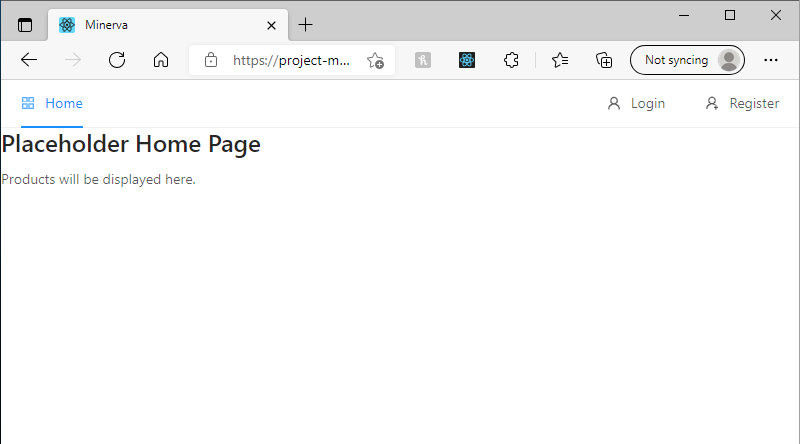 Minerva
https://project-m...
Not syncing
Home
Login
Register
Placeholder Home Page
Products will be displayed here.